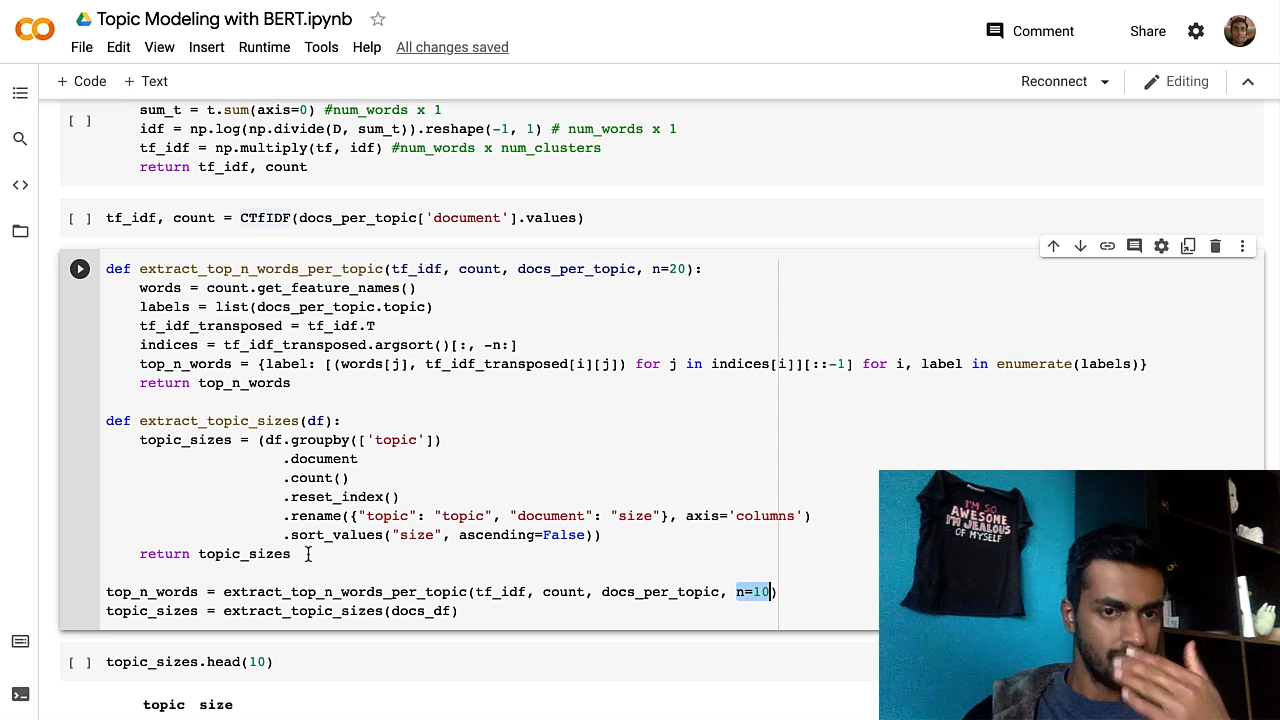 Topic Modeling with BERT.ipynb
File Edit View Insert Runtime Tools Help All changes saved
Comment Share
+ Code + Text
Reconnect Editing
sum_t = t.sum(axis=0) #num_words x 1
[ ] idf = np.log(np.divide(D, sum_t)).reshape(-1, 1) # num_words x 1
tf_idf = np.multiply(tf, idf) #num_words x num_clusters
return tf_idf, count
[ ] tf_idf, count = CTfIDF(docs_per_topic['document'].values)
def extract_top_n_words_per_topic(tf_idf, count, docs_per_topic, n=20):
words = count.get_feature_names()
labels = list(docs_per_topic.topic)
tf_idf_transposed = tf_idf.T
indices = tf_idf_transposed.argsort()[:, -n:]
top_n_words = {label: [(words[j], tf_idf_transposed[i][j]) for j in indices[i]][::-1] for i, label in enumerate(labels)}
return top_n_words
def extract_topic_sizes(df):
topic_sizes = (df.groupby(['topic'])
.document
.count()
.reset_index()
.rename({"topic": "topic", "document": "size"}, axis='columns')
.sort_values("size", ascending=False))
return topic_sizes
top_n_words = extract_top_n_words_per_topic(tf_idf, count, docs_per_topic, n=10)
topic_sizes = extract_topic_sizes(docs_df)
[ ] topic_sizes.head(10)
topic size
I'M SO
AWESOME
I'M JEALOUS
OF MYSELF